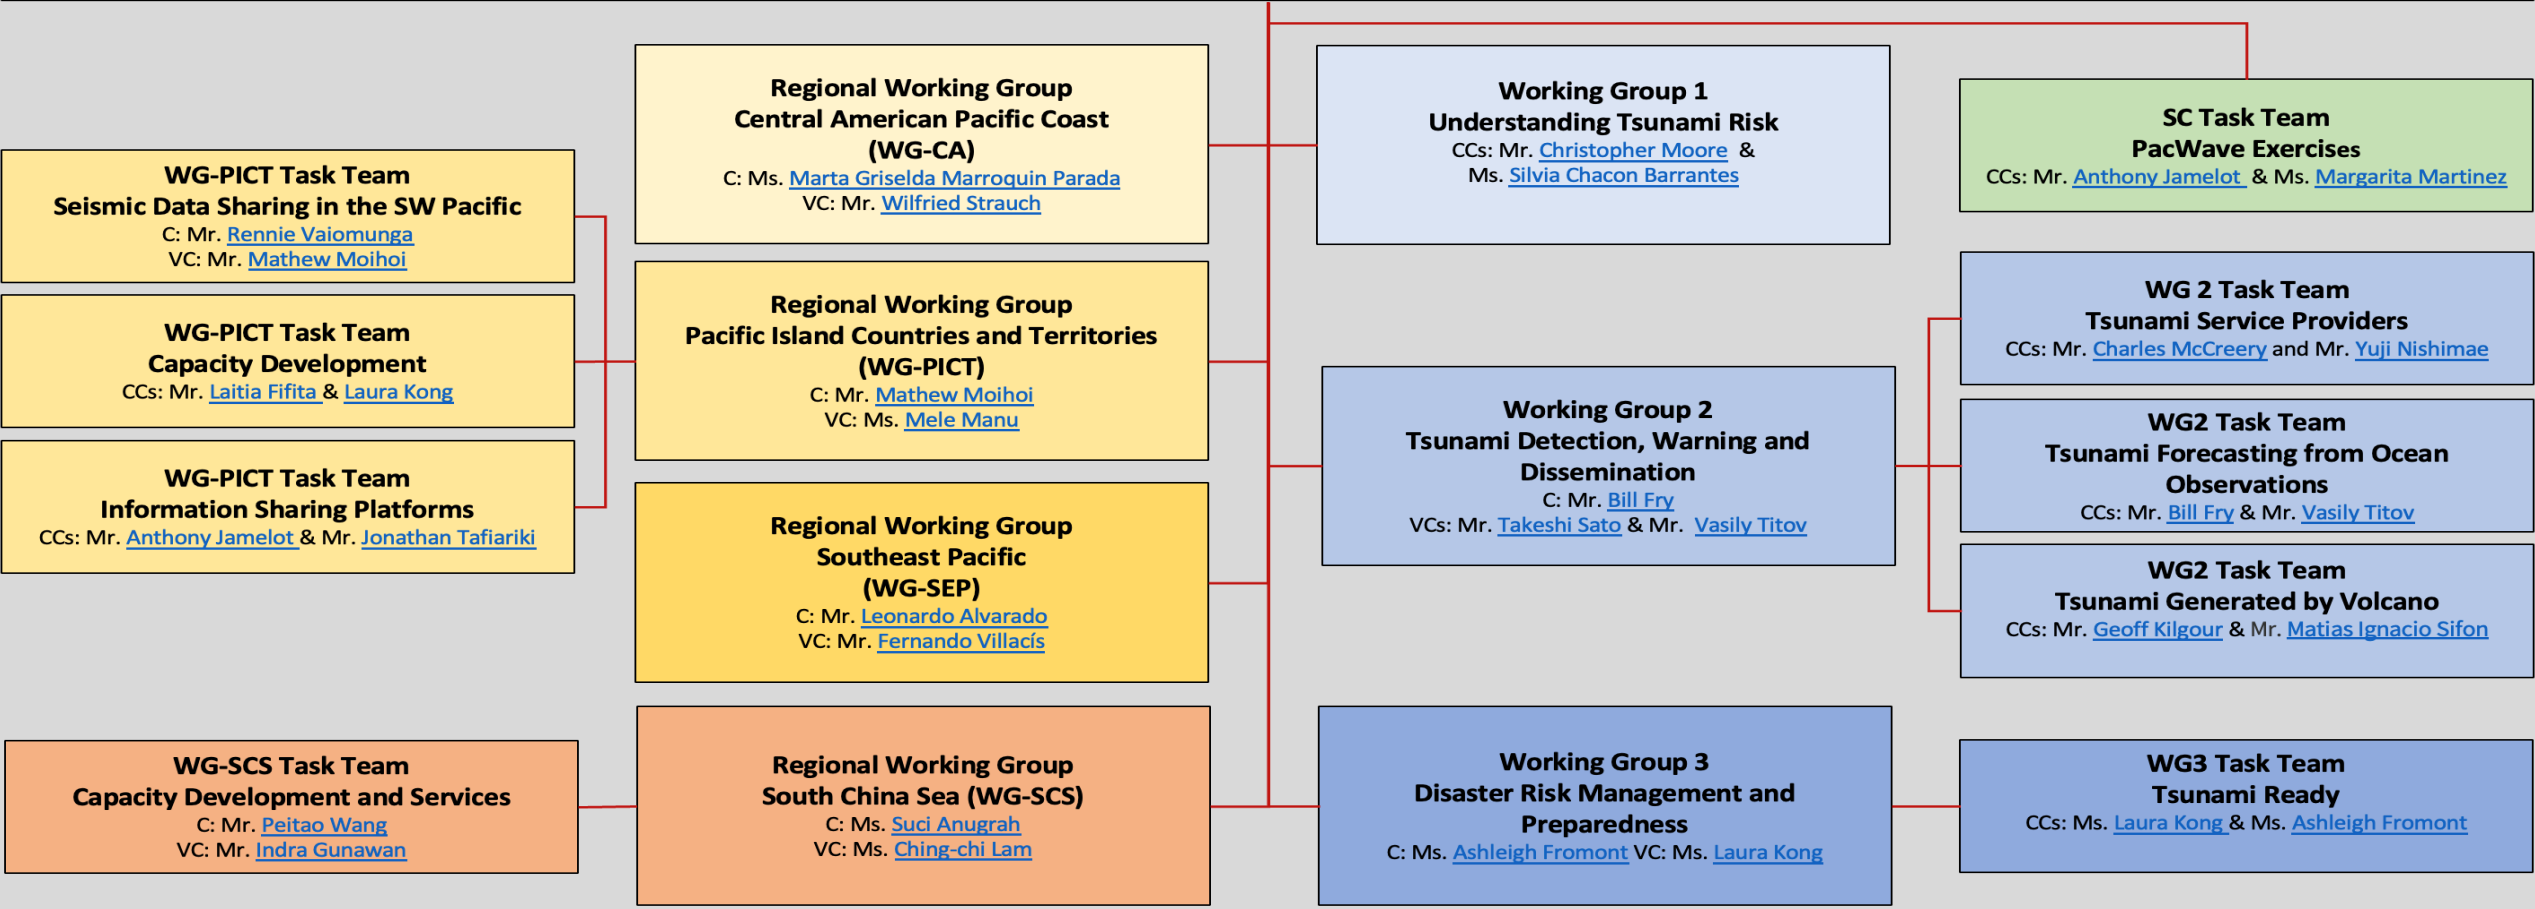 Regional Working Group
Central American Pacific Coast
(WG-CA)
C: Ms. Marta Griselda Marroquin Parada
VC: Mr. Wilfried Strauch
Working Group 1
Understanding Tsunami Risk
CCs: Mr. Christopher Moore &
Ms. Silvia Chacon Barrantes
SC Task Team
PacWave Exercises
CCs: Mr. Anthony Jamelot & Ms. Margarita Martinez
WG-PICT Task Team
Seismic Data Sharing in the SW Pacific
C: Mr. Rennie Vaiomunga
VC: Mr. Mathew Moihoi
WG-PICT Task Team
Capacity Development
CCs: Mr. Laitia Fifita & Laura Kong
WG-PICT Task Team
Information Sharing Platforms
CCs: Mr. Anthony Jamelot & Mr. Jonathan Tafiariki
Regional Working Group
Pacific Island Countries and Territories
(WG-PICT)
C: Mr. Mathew Moihoi
VC: Ms. Mele Manu
Regional Working Group
Southeast Pacific
(WG-SEP)
C: Mr. Leonardo Alvarado
VC: Mr. Fernando Villacís
Working Group 2
Tsunami Detection, Warning and
Dissemination
C: Mr. Bill Fry
VCs: Mr. Takeshi Sato & Mr. Vasily Titov
WG 2 Task Team
Tsunami Service Providers
CCs: Mr. Charles McCreery and Mr. Yuji Nishimae
WG2 Task Team
Tsunami Forecasting from Ocean
Observations
CCs: Mr. Bill Fry & Mr. Vasily Titov
WG2 Task Team
Tsunami Generated by Volcano
CCs: Mr. Geoff Kilgour & Mr. Matias Ignacio Sifon
WG-SCS Task Team
Capacity Development and Services
C: Mr. Peitao Wang
VC: Mr. Indra Gunawan
Regional Working Group
South China Sea (WG-SCS)
C: Ms. Suci Anugrah
VC: Ms. Ching-chi Lam
Working Group 3
Disaster Risk Management and
Preparedness
C: Ms. Ashleigh Fromont VC: Ms. Laura Kong
WG3 Task Team
Tsunami Ready
CCs: Ms. Laura Kong & Ms. Ashleigh Fromont